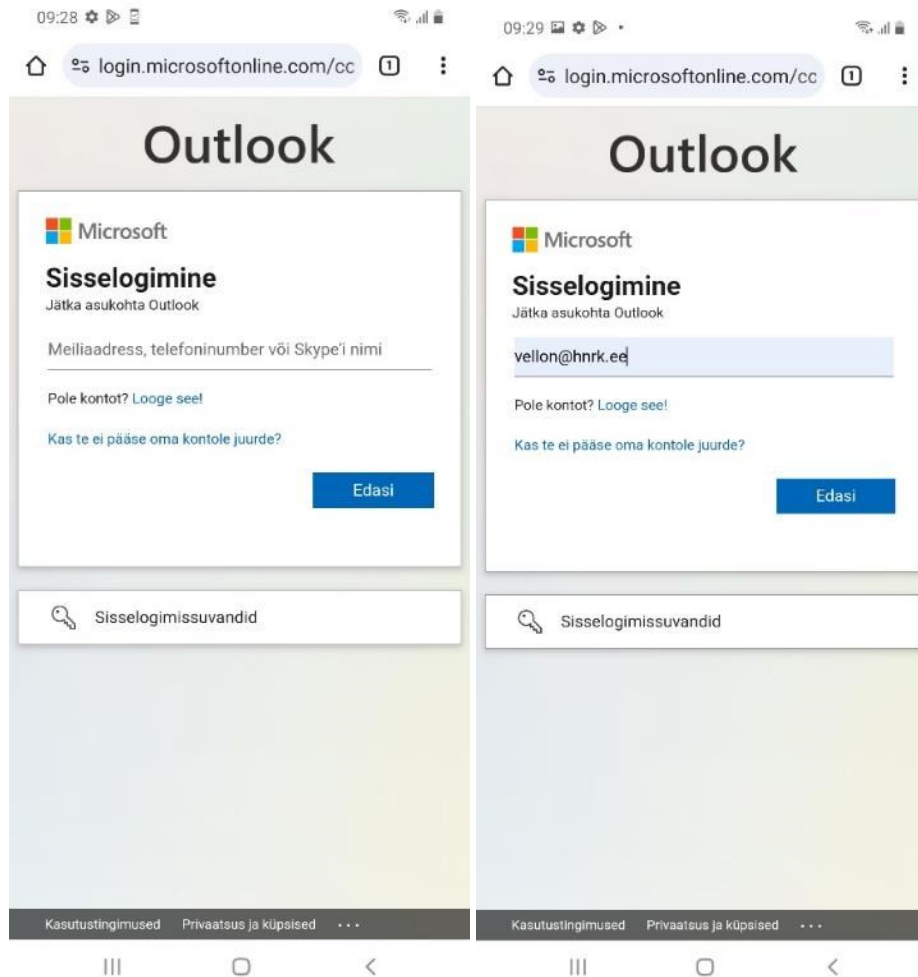 09:28
login.microsoftonline.com/cc
1
Outlook
Microsoft
Sisselogimine
Jätka asukohta Outlook
Meiliaadress, telefoninumber või Skype'i nimi
Pole kontot? Looge see!
Kas te ei pääse oma kontole juurde?
Edasi
Sisselogimissuvandid
Kasutustingimused Privaatsus ja küpsised ...
09:29
login.microsoftonline.com/cc
1
Outlook
Microsoft
Sisselogimine
Jätka asukohta Outlook
vellon@hnrk.ee
Pole kontot? Looge see!
Kas te ei pääse oma kontole juurde?
Edasi
Sisselogimissuvandid
Kasutustingimused Privaatsus ja küpsised ...